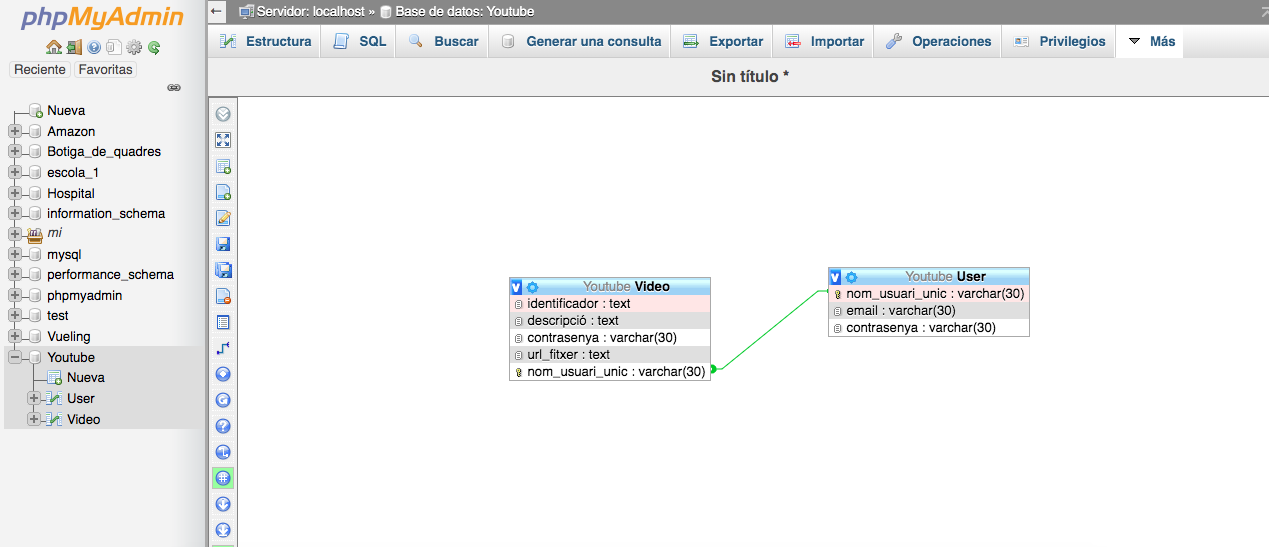 phpMyAdmin
Reciente Favoritas
Nueva
Amazon
Botiga_de_quadres
escola_1
Hospital
information_schema
mi
mysql
performance_schema
phpmyadmin
test
Vueling
Youtube
Nueva
User
Video
Servidor: localhost » Base de datos: Youtube
Estructura SQL Buscar Generar una consulta Exportar Importar Operaciones Privilegios Más
Sin título *
Youtube Video
identificador : text
descripció : text
contrasenya : varchar(30)
url_fitxer : text
nom_usuari_unic : varchar(30)
Youtube User
nom_usuari_unic : varchar(30)
email : varchar(30)
contrasenya : varchar(30)